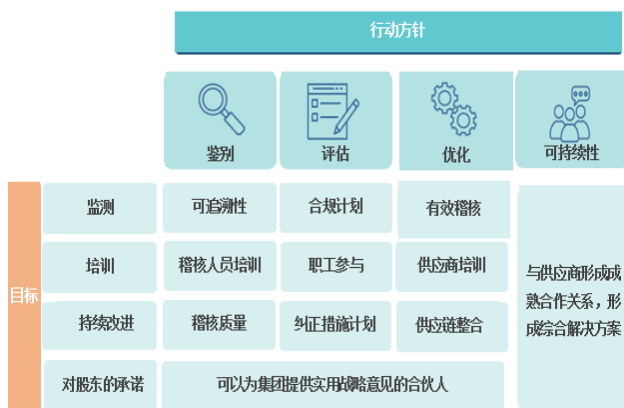 行动方针
鉴别
评估
优化
可持续性
目标
监测
可追溯性
合规计划
有效稽核
培训
稽核人员培训
职工参与
供应商培训
持续改进
稽核质量
纠正措施计划
供应链整合
与供应商形成成
熟合作关系，形
成综合解决方案
对股东的承诺
可以为集团提供实用战略意见的合伙人